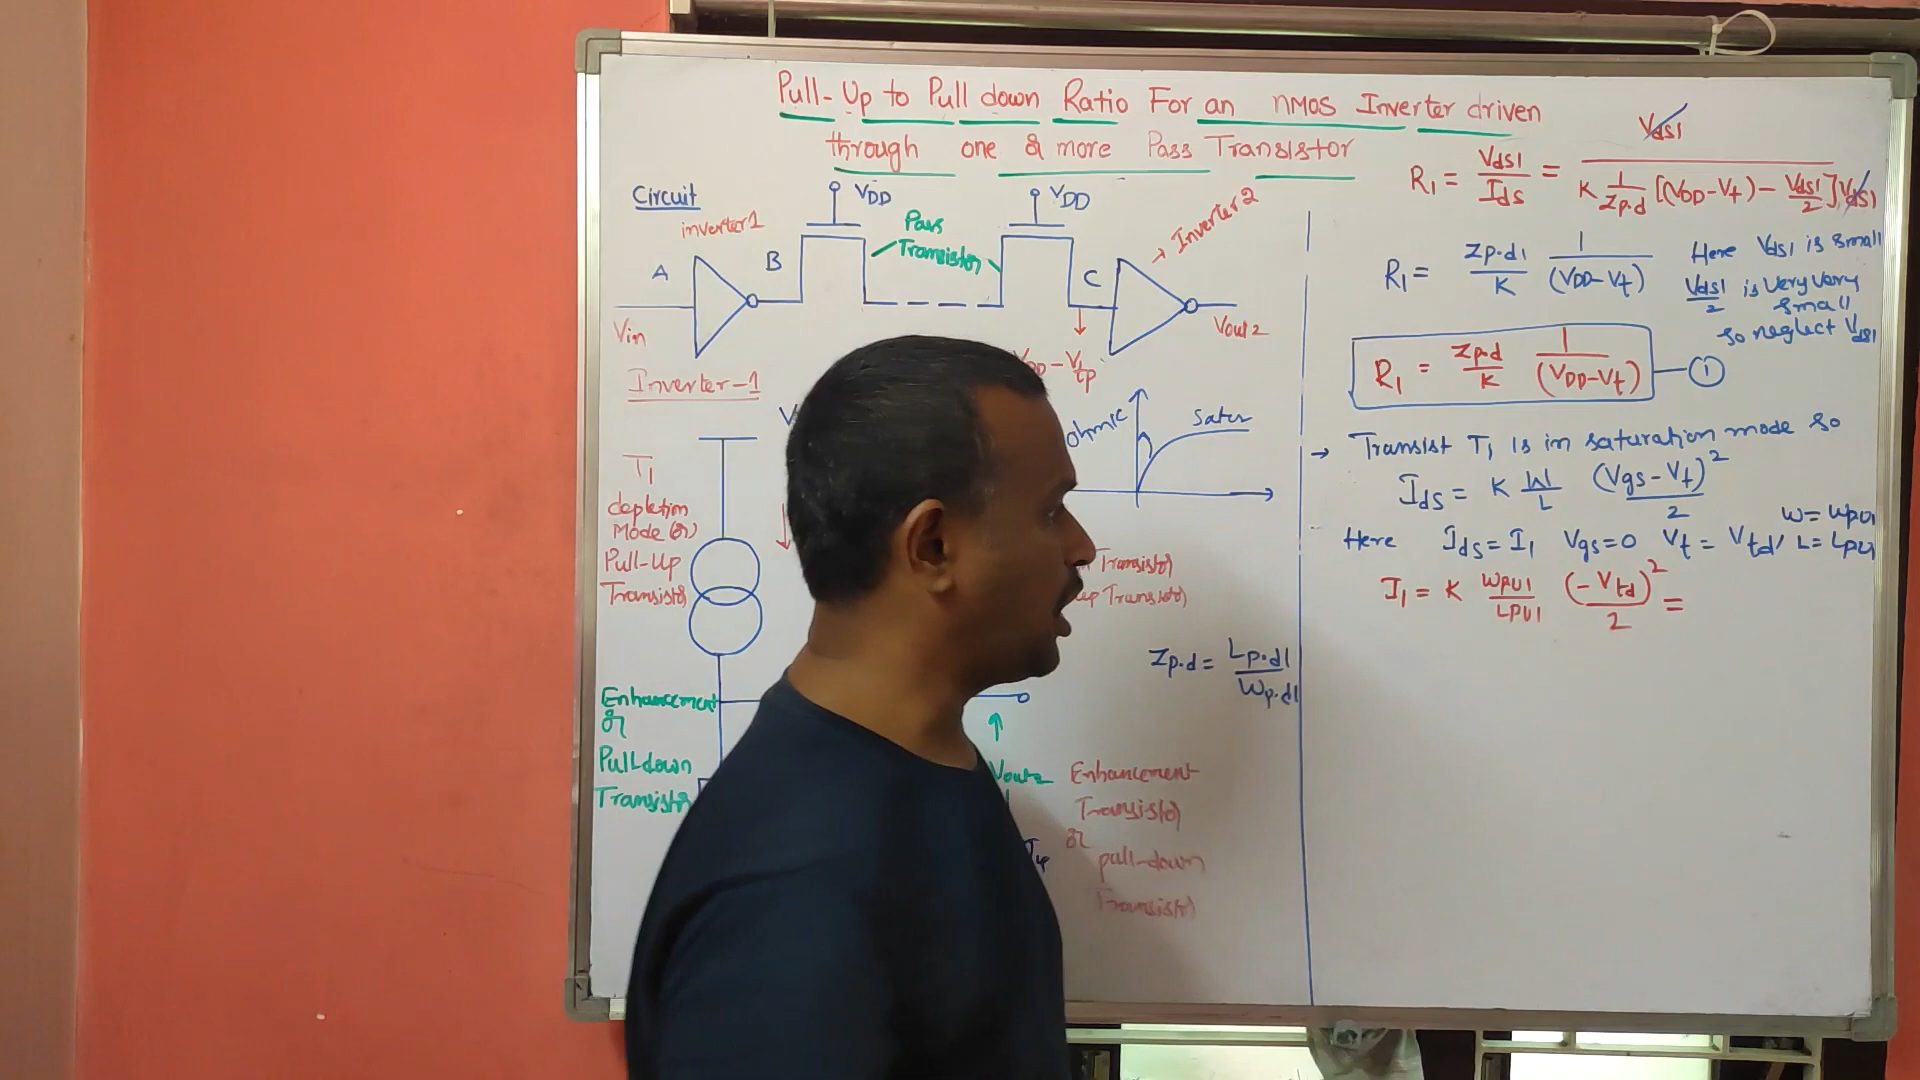 Pull-Up to Pull down Ratio For an nMOS Inverter driven
through one & more Pass Transistor
Circuit
VDD
VDD
inverter1
Pass
Transistor
Inverter2
A
B
C
Vin
Vout2
Inverter-1
VDD - Vtp
T1
depletion
Mode (or)
Pull-Up
Transistor
ohmic
Satur
Transistor
up Transistor
Zp.d = Lp.d1 / Wp.d1
Enhancement
or
Pulldown
Transistor
Vout2
Enhancement
Transistor
or
pull-down
Transistor
Vds1
R1 = Vds1 / Ids = K 1/Zp.d [(VDD-Vt) - Vds1/2] Vds1
R1 = Zp.d1 / K 1 / (VDD-Vt)
Here Vds1 is small
Vds1/2 is very very
small
so neglect Vds1
R1 = Zp.d / K 1 / (VDD-Vt) — 1
→ Transist T1 is in saturation mode so
Ids = K W/L (Vgs-Vt)² / 2
W = Wpu1
Here Ids = I1 Vgs=0 Vt = Vtd, L = Lpu1
I1 = K Wpu1 / Lpu1 (-Vtd)² / 2 =